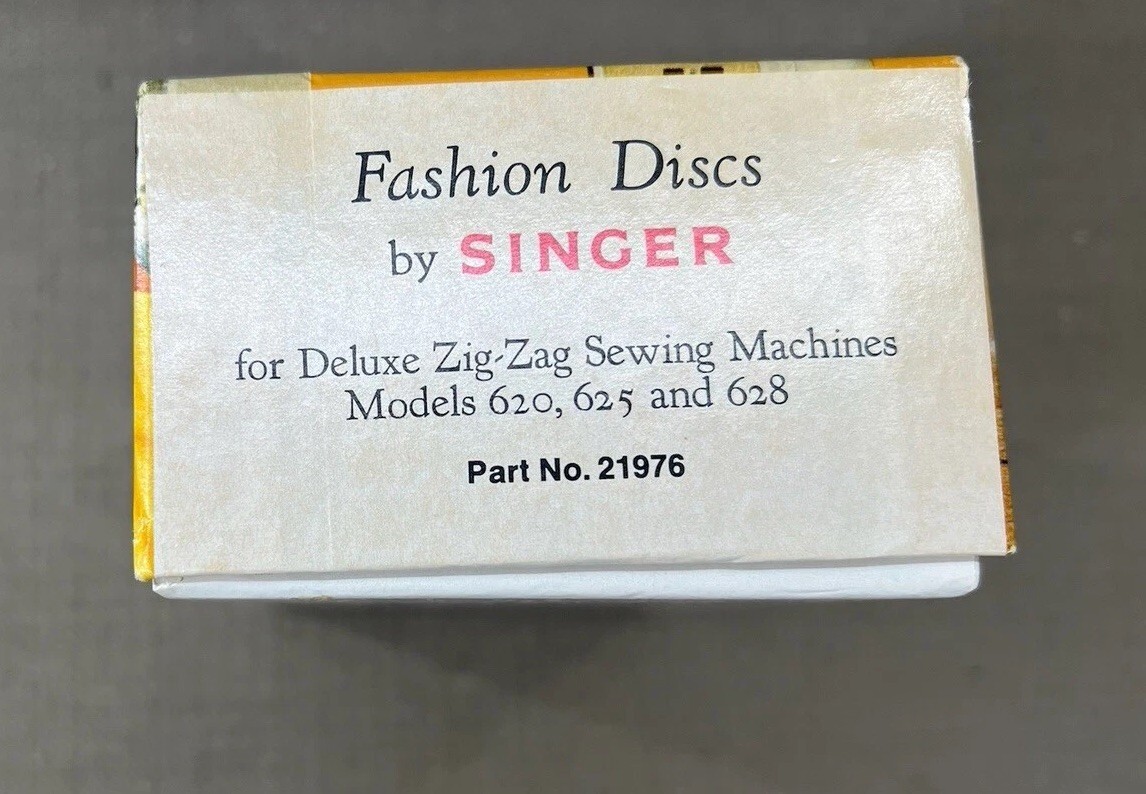 Fashion Discs
by SINGER
for Deluxe Zig-Zag Sewing Machines
Models 620, 625 and 628
Part No. 21976